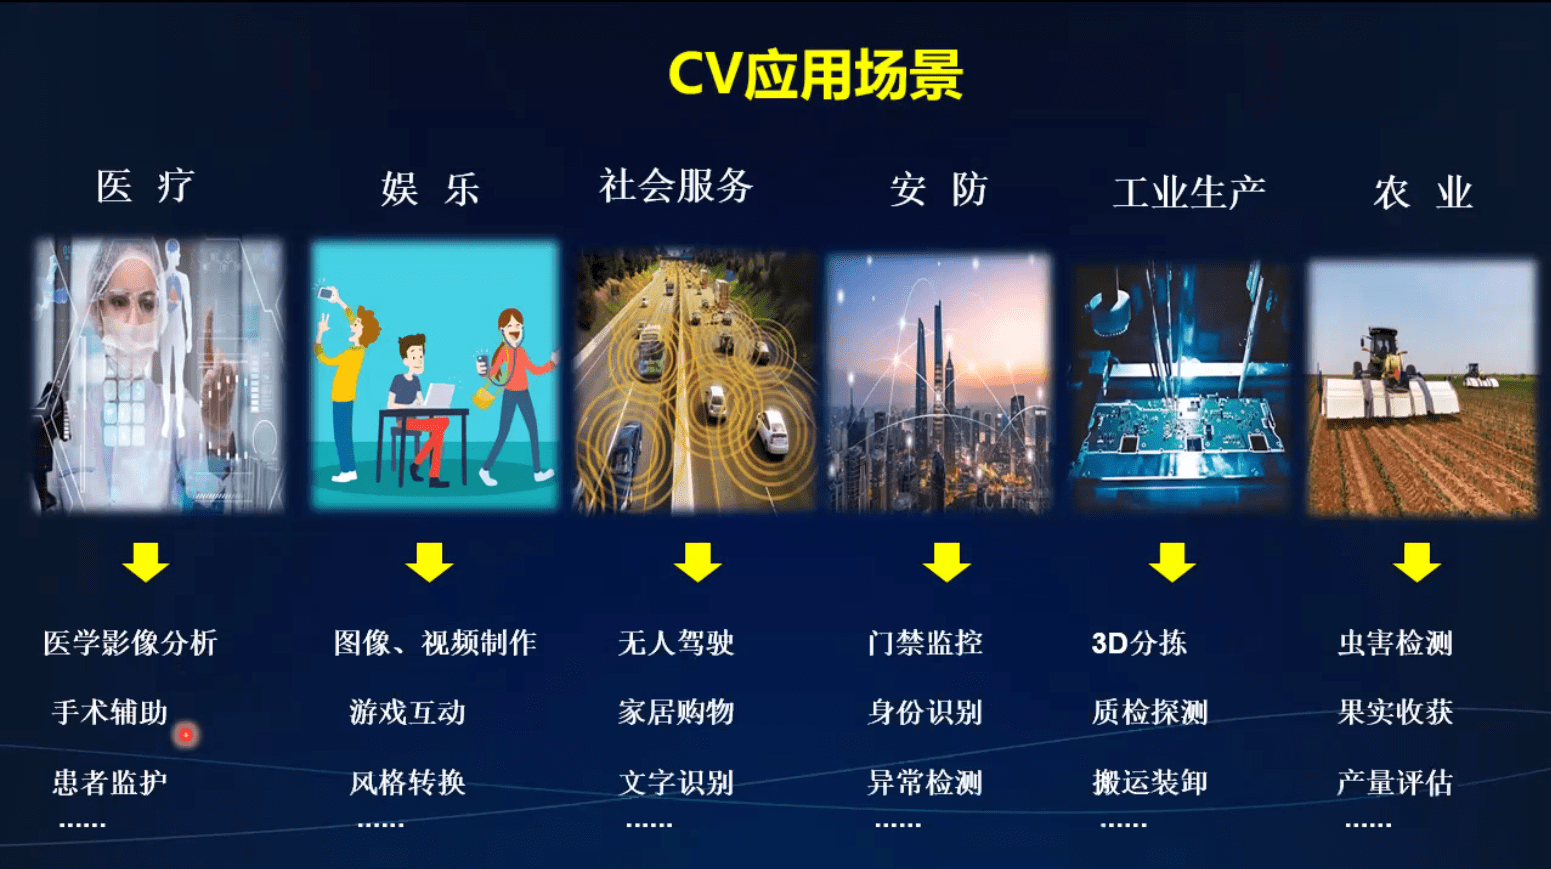 CV应用场景
医 疗
娱 乐
社会服务
安 防
工业生产
农 业
医学影像分析
手术辅助
患者监护
......
图像、视频制作
游戏互动
风格转换
......
无人驾驶
家居购物
文字识别
......
门禁监控
身份识别
异常检测
......
3D分拣
质检探测
搬运装卸
......
虫害检测
果实收获
产量评估
......